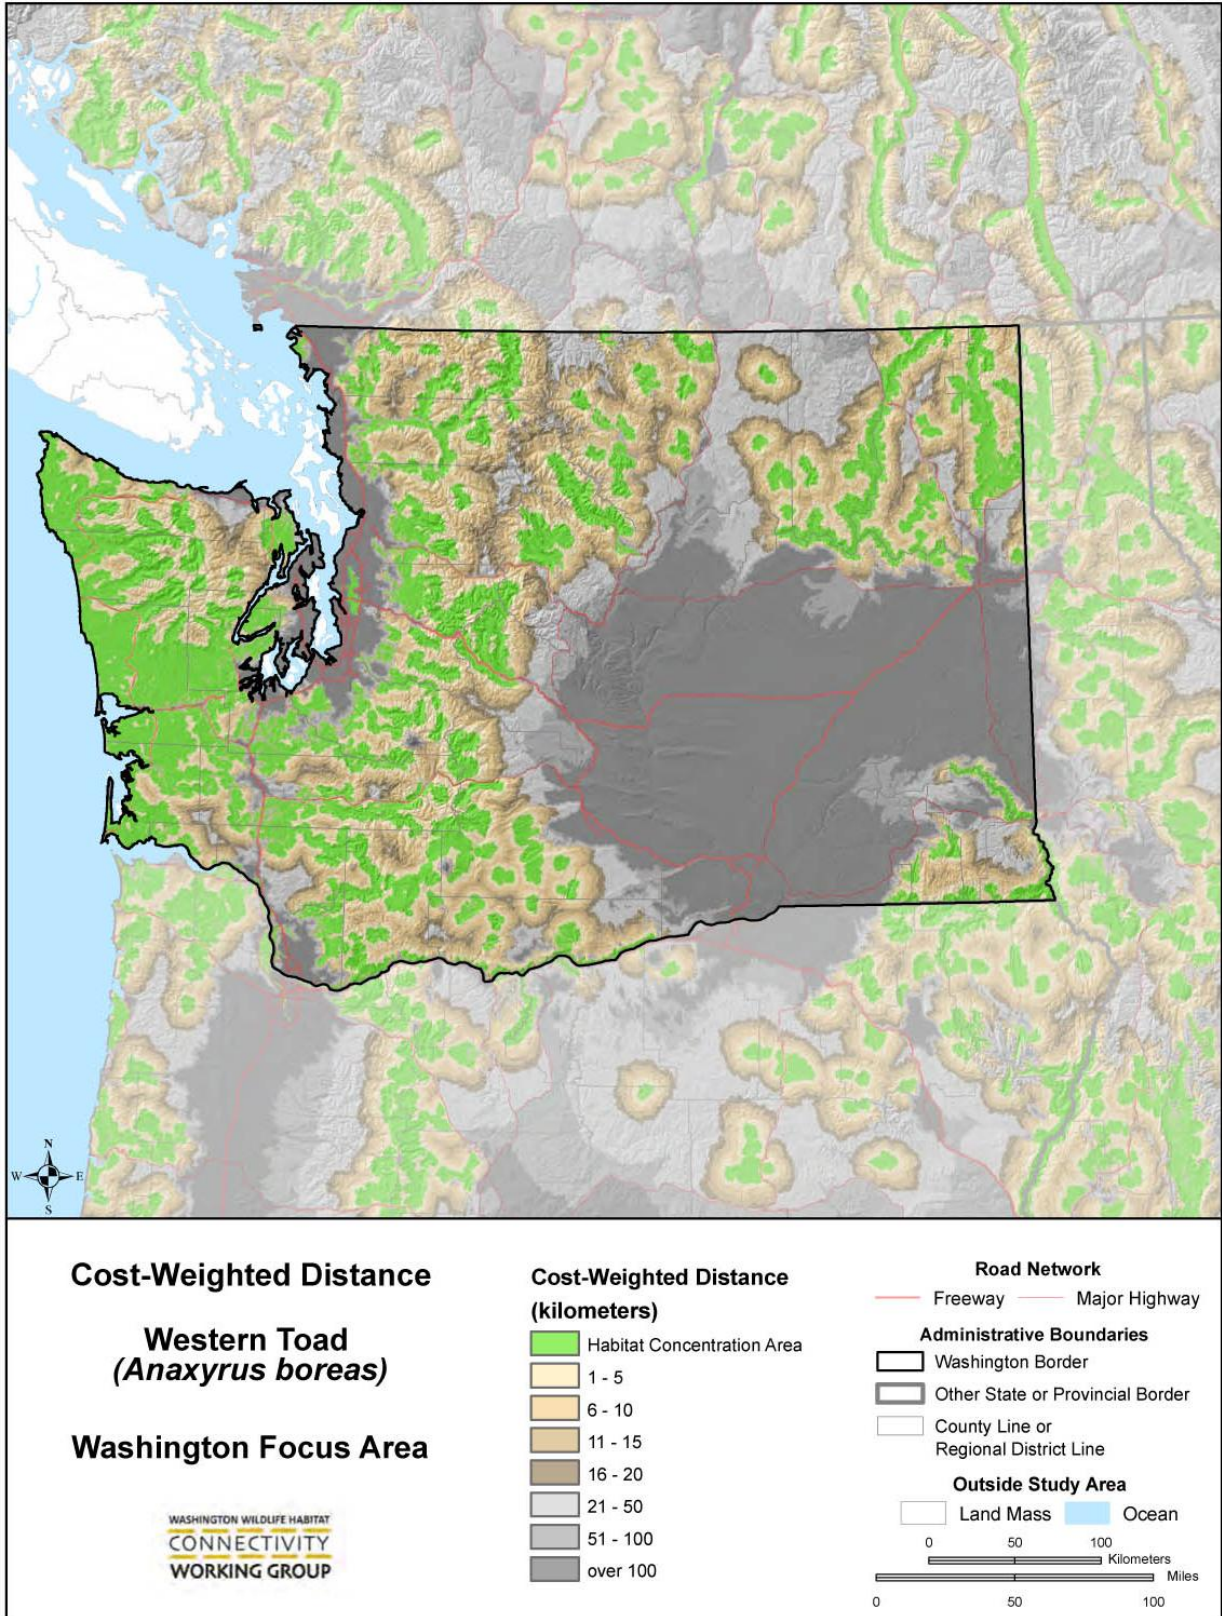 N
W
E
S
Cost-Weighted Distance
Western Toad
(Anaxyrus boreas)
Washington Focus Area
WASHINGTON WILDLIFE HABITAT
CONNECTIVITY
WORKING GROUP
Cost-Weighted Distance
(kilometers)
Habitat Concentration Area
1 - 5
6 - 10
11 - 15
16 - 20
21 - 50
51 - 100
over 100
Road Network
Freeway
Major Highway
Administrative Boundaries
Washington Border
Other State or Provincial Border
County Line or
Regional District Line
Outside Study Area
Land Mass
Ocean
0 50 100
Kilometers
Miles
0 50 100